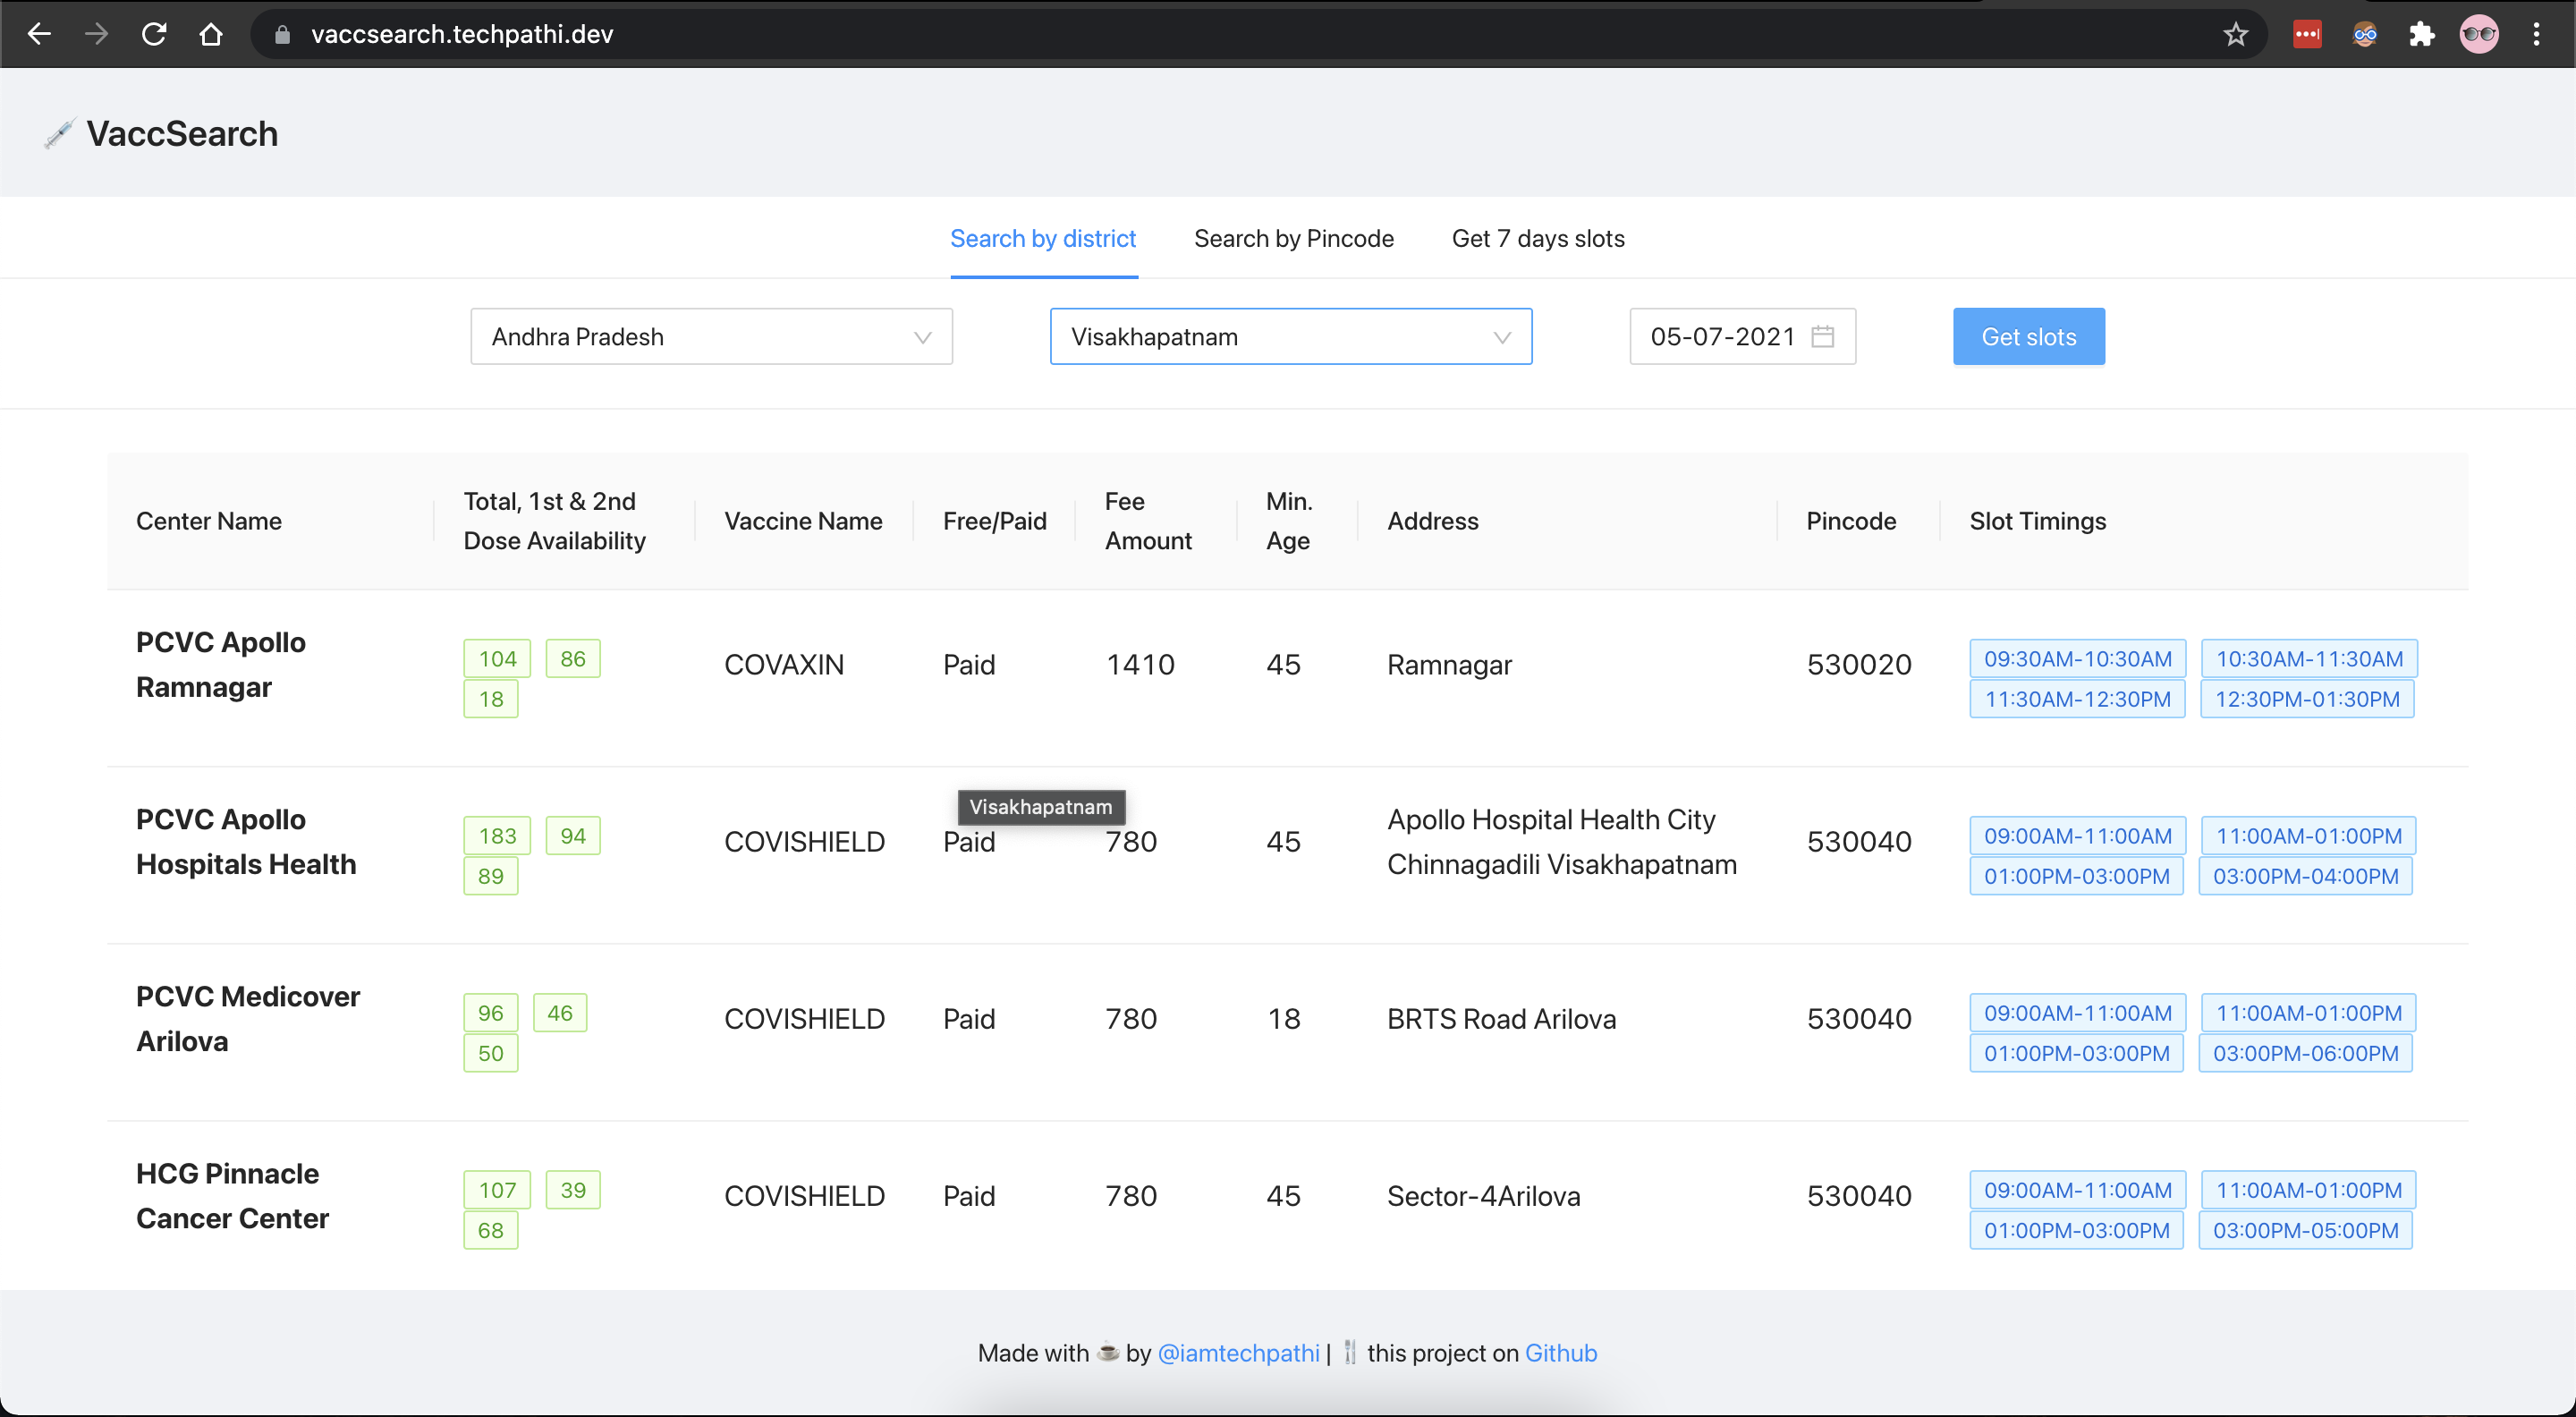 vaccsearch.techpathi.dev
VaccSearch
Search by district Search by Pincode Get 7 days slots
Andhra Pradesh Visakhapatnam 05-07-2021 Get slots
Center Name Total, 1st & 2nd Dose Availability Vaccine Name Free/Paid Fee Amount Min. Age Address Pincode Slot Timings
PCVC Apollo Ramnagar 104 86 18 COVAXIN Paid 1410 45 Ramnagar 530020 09:30AM-10:30AM 10:30AM-11:30AM 11:30AM-12:30PM 12:30PM-01:30PM
Visakhapatnam
PCVC Apollo Hospitals Health 183 94 89 COVISHIELD Paid 780 45 Apollo Hospital Health City Chinnagadili Visakhapatnam 530040 09:00AM-11:00AM 11:00AM-01:00PM 01:00PM-03:00PM 03:00PM-04:00PM
PCVC Medicover Arilova 96 46 50 COVISHIELD Paid 780 18 BRTS Road Arilova 530040 09:00AM-11:00AM 11:00AM-01:00PM 01:00PM-03:00PM 03:00PM-06:00PM
HCG Pinnacle Cancer Center 107 39 68 COVISHIELD Paid 780 45 Sector-4Arilova 530040 09:00AM-11:00AM 11:00AM-01:00PM 01:00PM-03:00PM 03:00PM-05:00PM
Made with ☕ by @iamtechpathi | 🍴 this project on Github